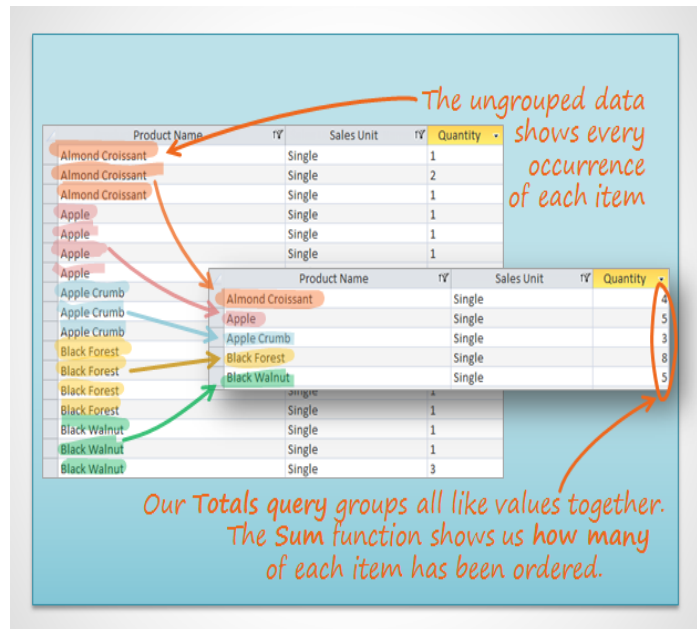 The ungrouped data
shows every
occurrence
of each item
Product Name Sales Unit Quantity
Almond Croissant Single 1
Almond Croissant Single 2
Almond Croissant Single 1
Apple Single 1
Apple Single 1
Apple Single 1
Apple
Apple Crumb
Apple Crumb
Apple Crumb
Black Forest
Black Forest
Black Forest Single 1
Black Forest Single 1
Black Walnut Single 1
Black Walnut Single 1
Black Walnut Single 3
Product Name Sales Unit Quantity
Almond Croissant Single 4
Apple Single 5
Apple Crumb Single 3
Black Forest Single 8
Black Walnut Single 5
Our Totals query groups all like values together.
The Sum function shows us how many
of each item has been ordered.